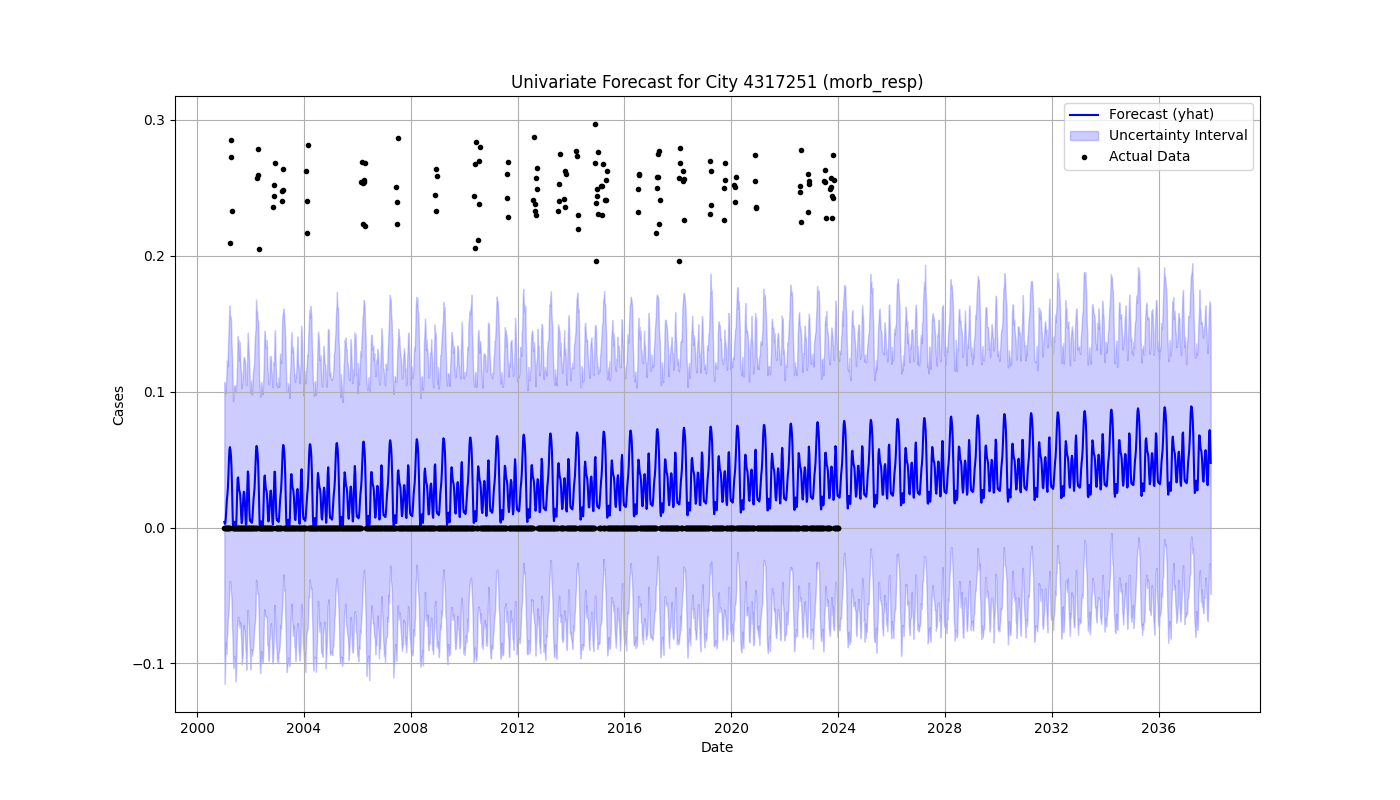 Univariate Forecast for City 4317251 (morb_resp)
Forecast (yhat)
Uncertainty Interval
Actual Data
0.3
0.2
0.1
0.0
−0.1
Cases
2000 2004 2008 2012 2016 2020 2024 2028 2032 2036
Date